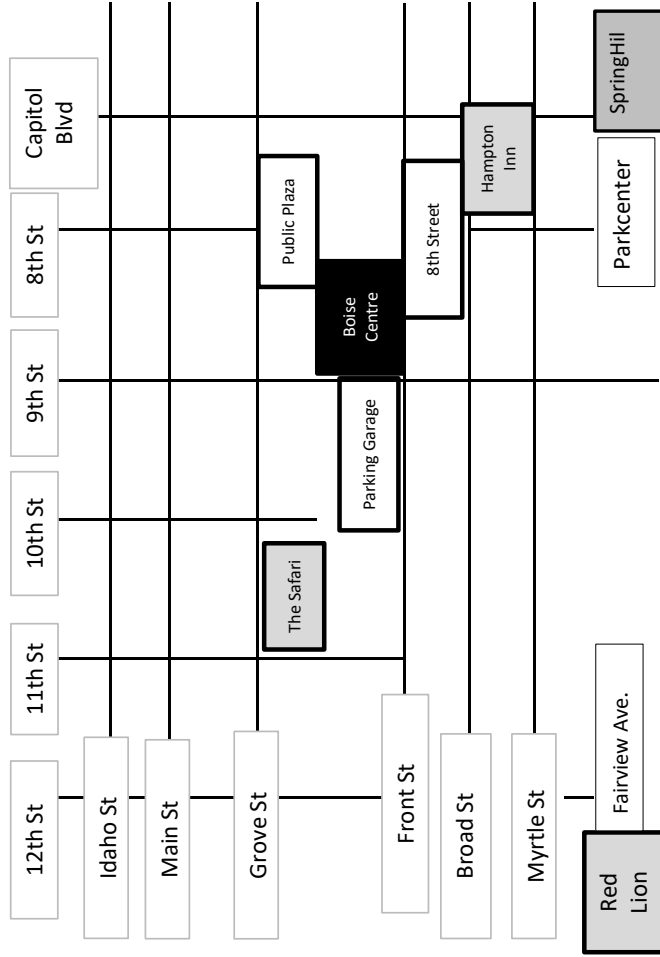 12th St
11th St
10th St
9th St
8th St
Capitol
Blvd
Idaho St
Main St
Grove St
The Safari
Public Plaza
Parking Garage
Boise
Centre
Front St
8th Street
Broad St
Hampton
Inn
Myrtle St
Red
Lion
Fairview Ave.
Parkcenter
SpringHil